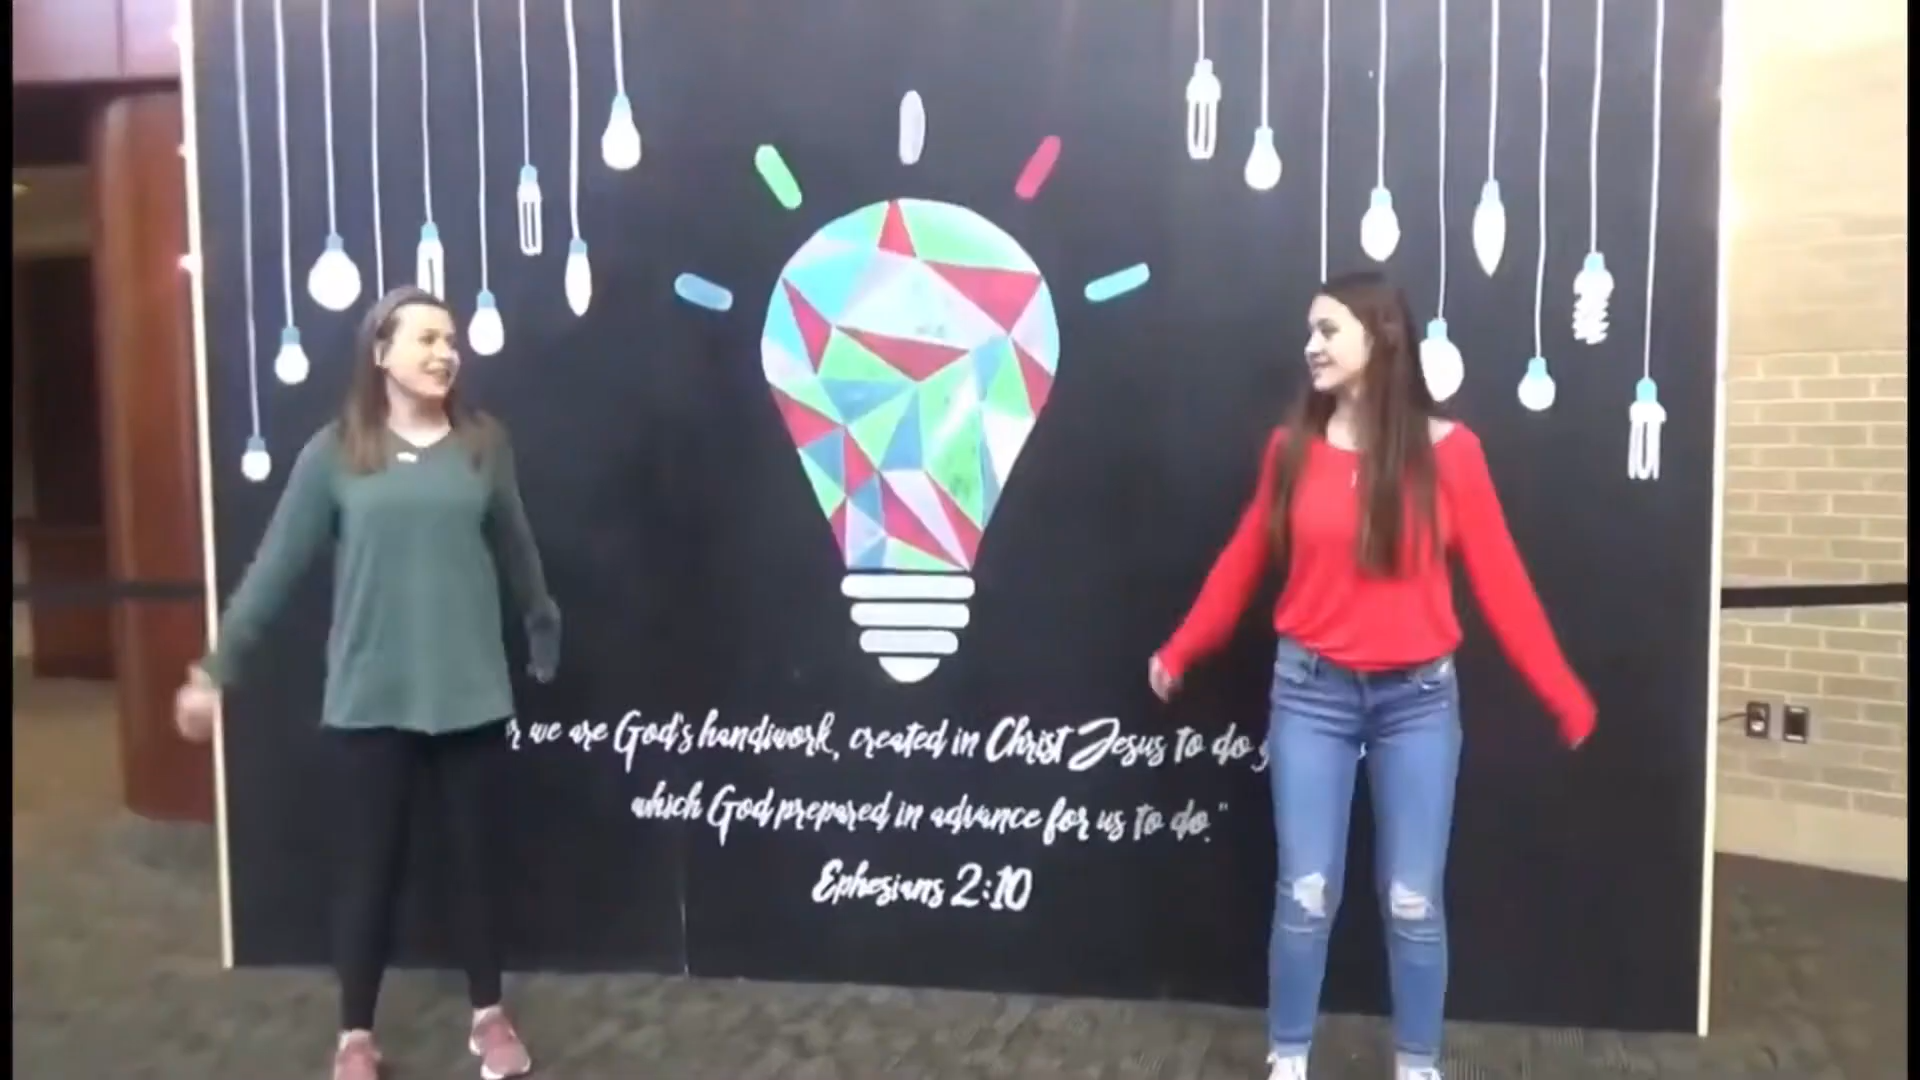 we are God's handiwork, created in Christ Jesus to do
which God prepared in advance for us to do."
Ephesians 2:10